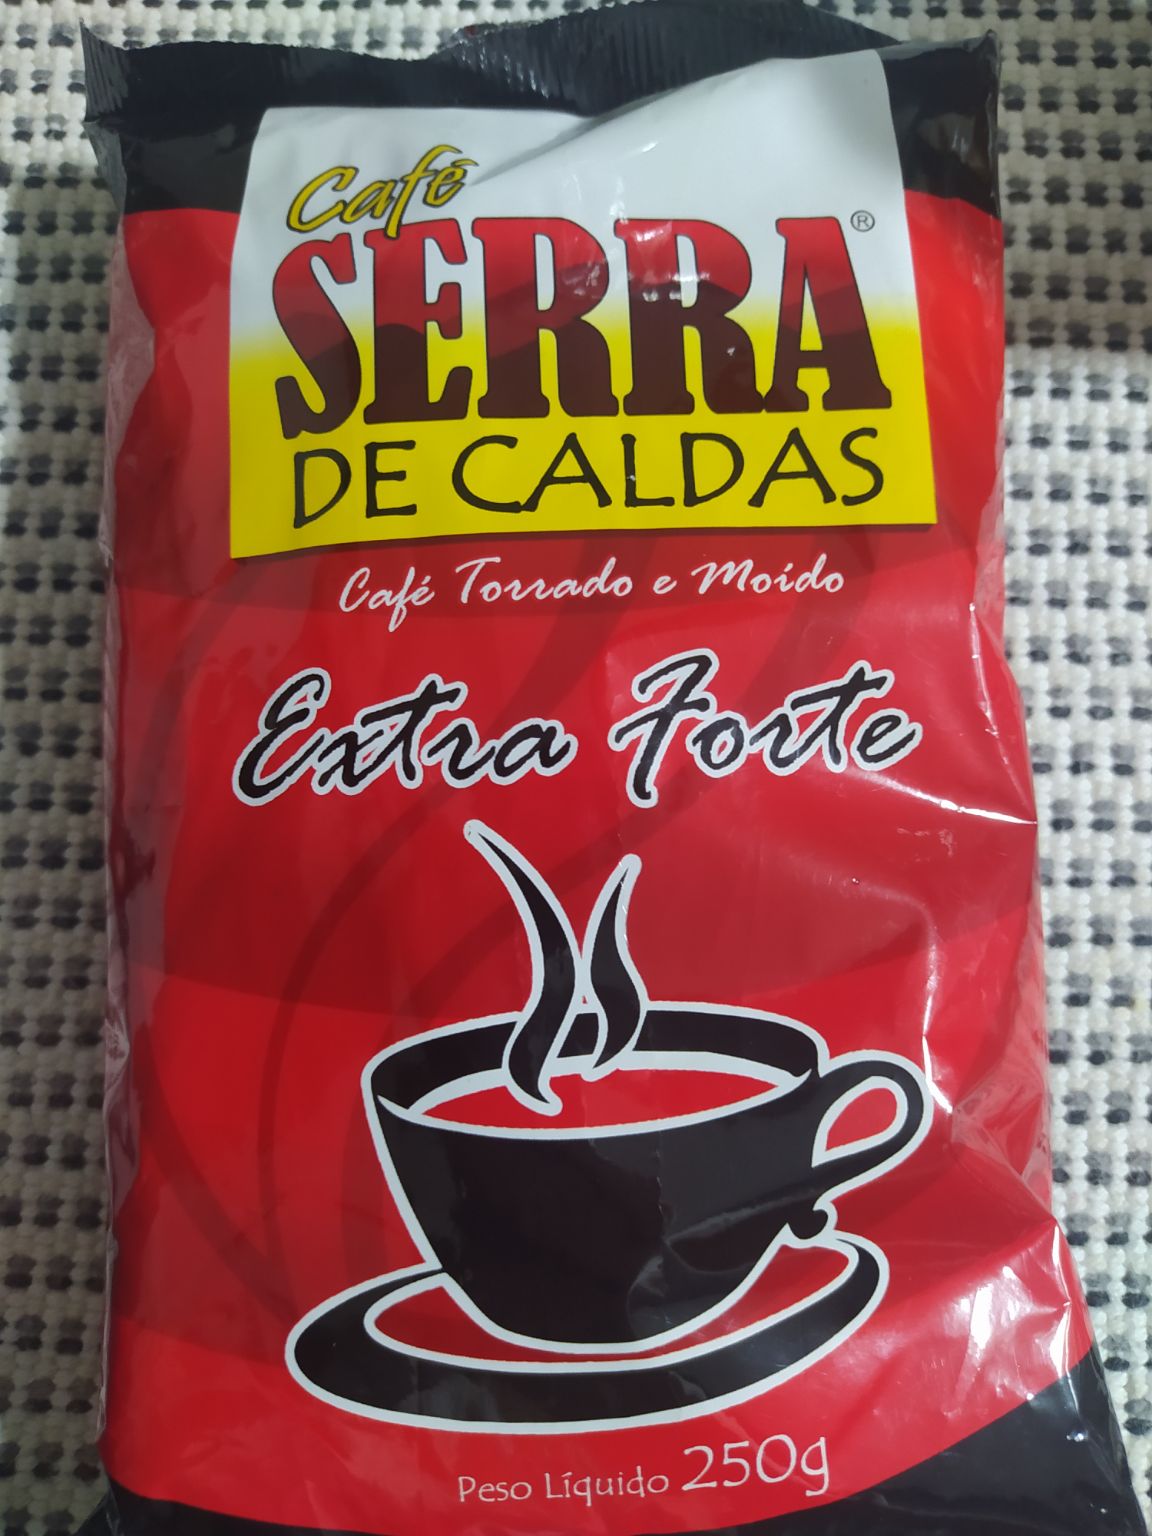 Café
SERRA®
DE CALDAS
Café Torrado e Moído
Extra Forte
Peso Líquido 250g